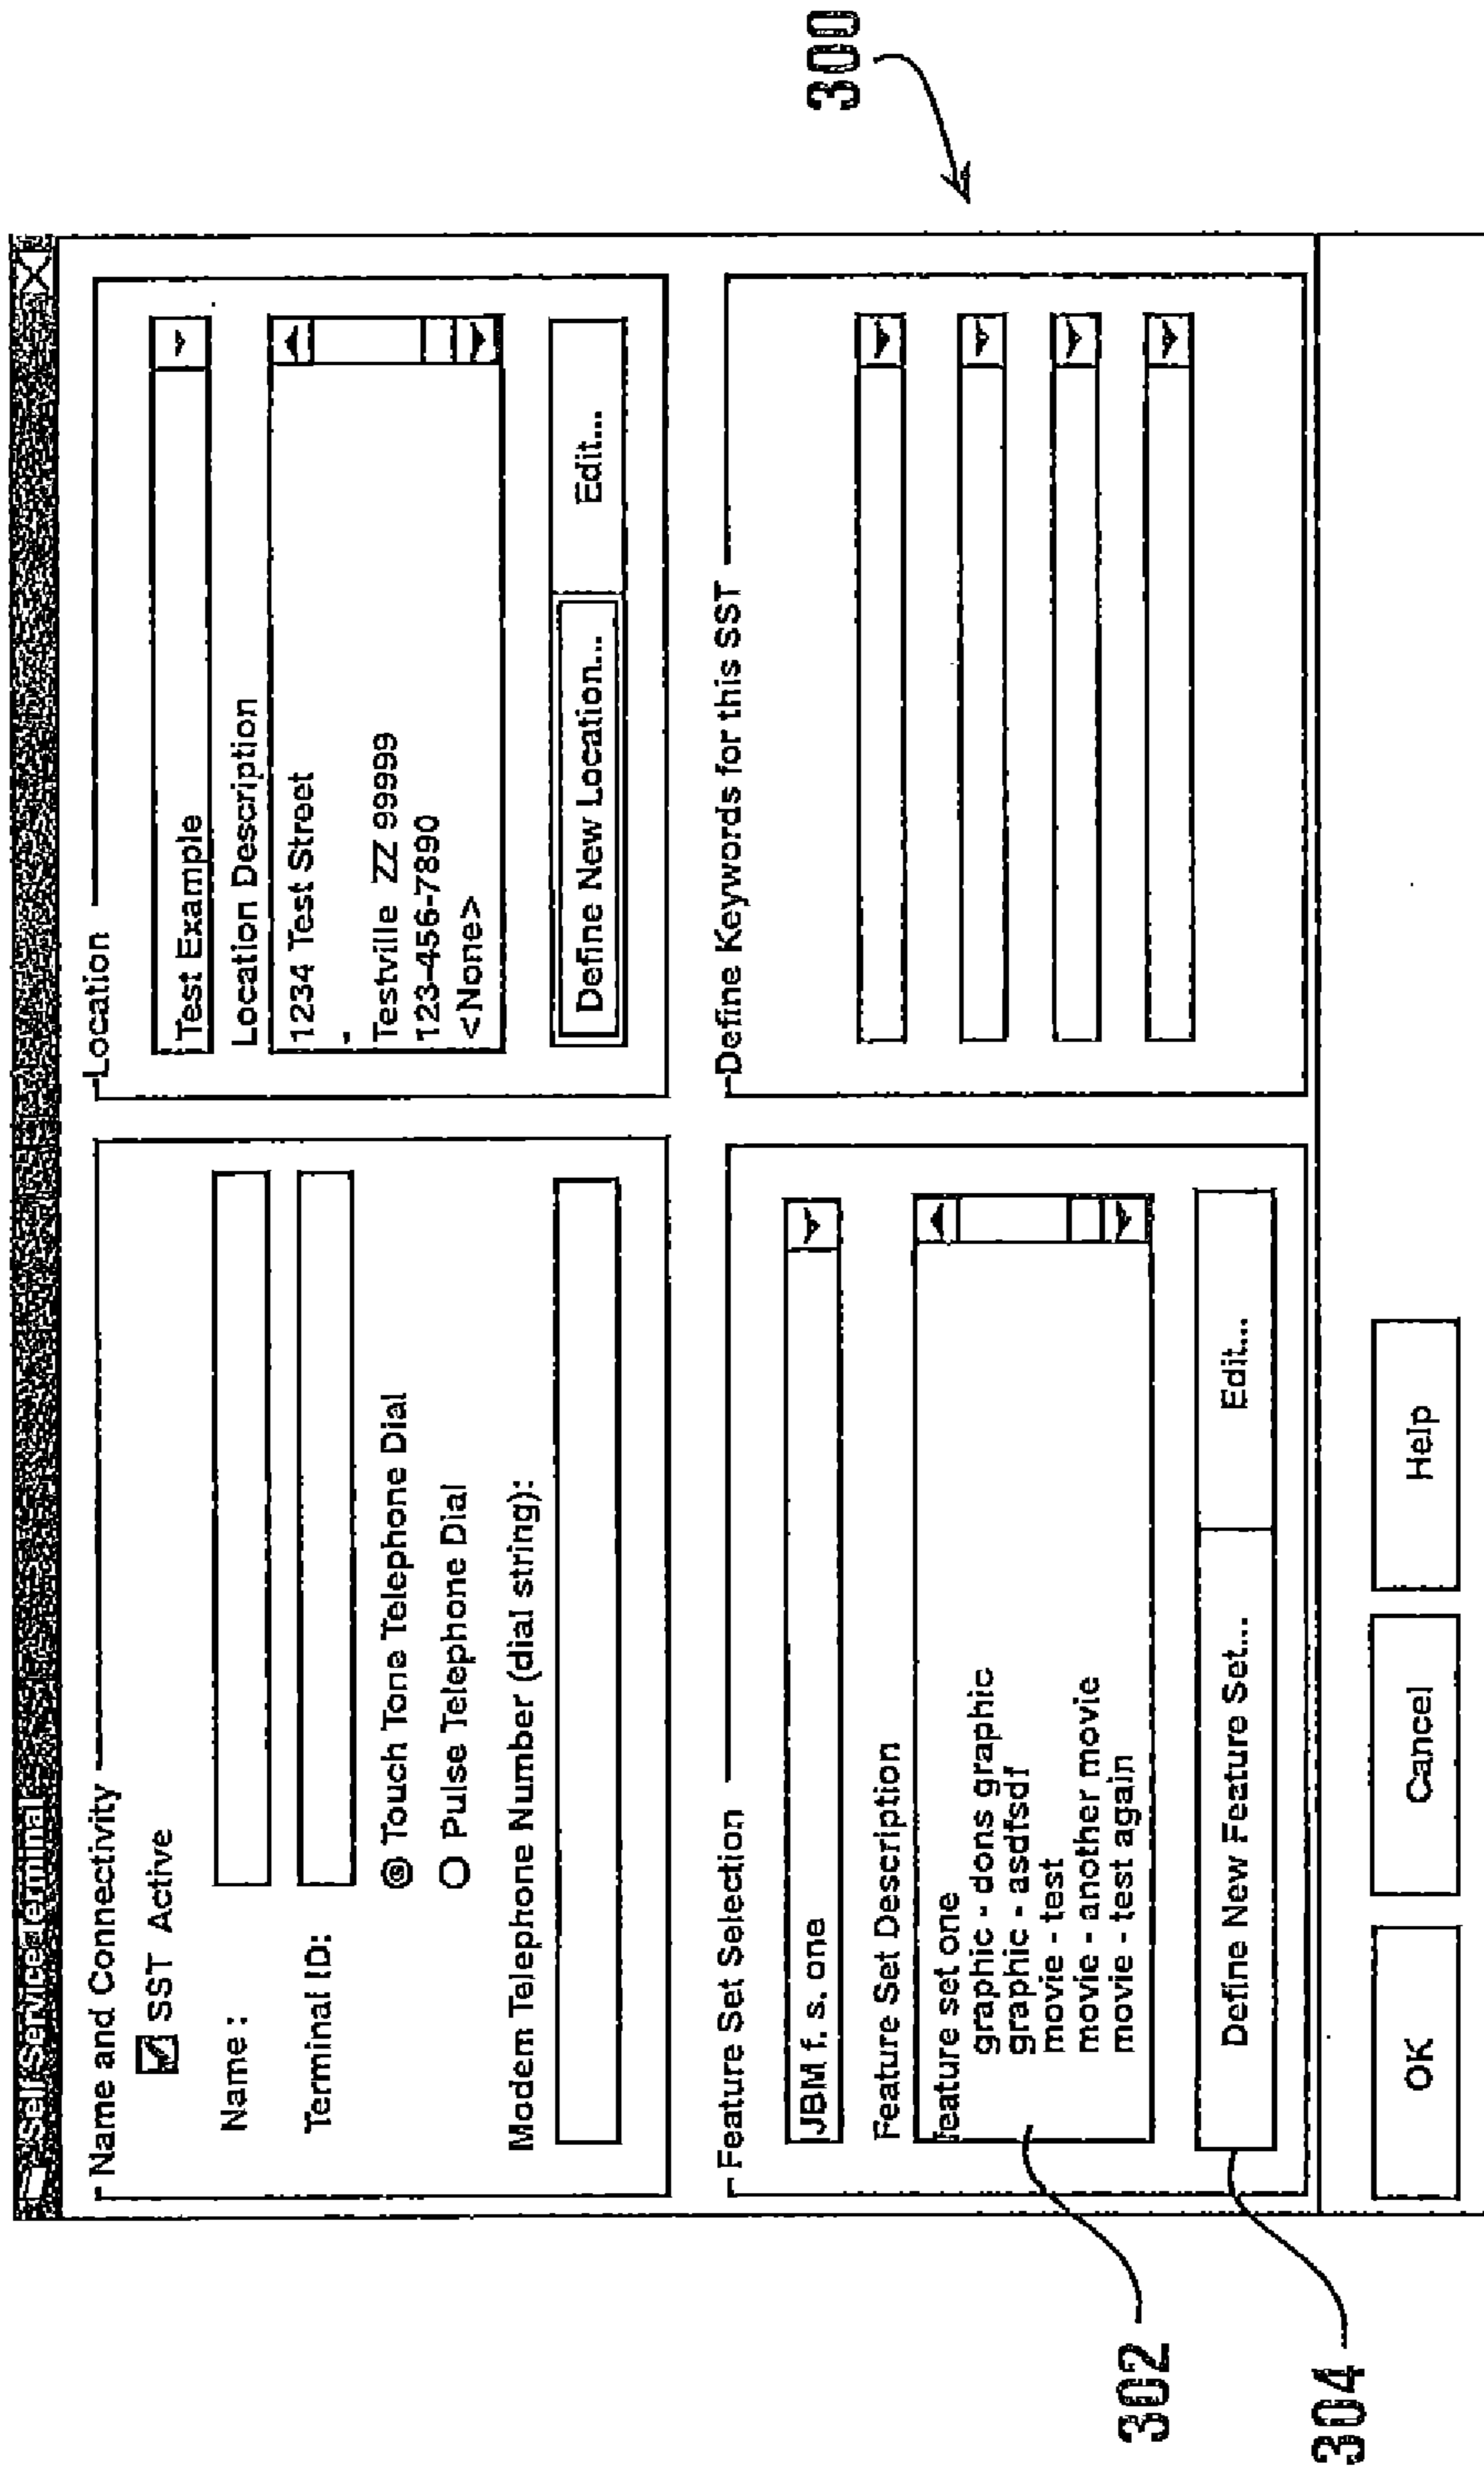 Self Service Terminal
Name and Connectivity
SST Active
Name:
Terminal ID:
Touch Tone Telephone Dial
Pulse Telephone Dial
Modem Telephone Number (dial string):
Location
Test Example
Location Description
1234 Test Street
-
Testville ZZ 99999
123-456-7890
<None>
Define New Location...
Edit...
Feature Set Selection
JBM f. s. one
Feature Set Description
feature set one
graphic - dons graphic
graphic - asdfsdf
movie - test
movie - another movie
movie - test again
Define New Feature Set...
Edit...
Define Keywords for this SST
OK
Cancel
Help
300
302
304